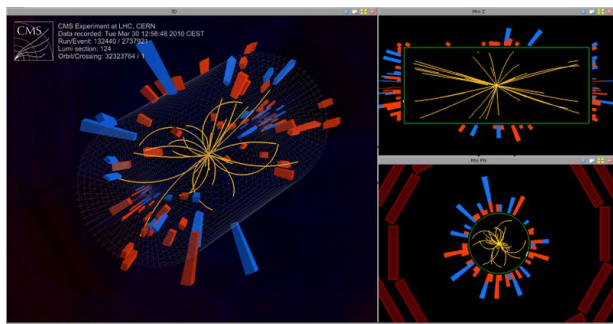 3D
CMS
CMS Experiment at LHC, CERN
Data recorded: Tue Mar 30 12:58:48 2010 CEST
Run/Event: 132440 / 2737921
Lumi section: 124
Orbit/Crossing: 32323764 / 1
Rho Z
Rho Phi